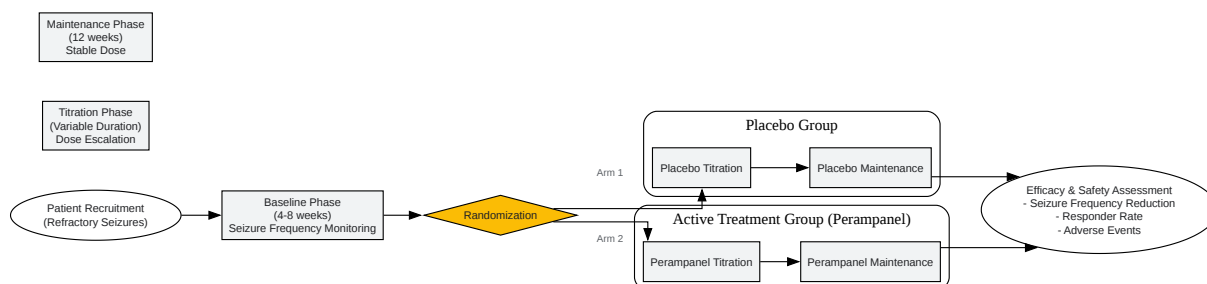 Maintenance Phase
(12 weeks)
Stable Dose
Titration Phase
(Variable Duration)
Dose Escalation
Patient Recruitment
(Refractory Seizures)
Baseline Phase
(4-8 weeks)
Seizure Frequency Monitoring
Randomization
Arm 1
Arm 2
Placebo Group
Placebo Titration
Placebo Maintenance
Active Treatment Group (Perampanel)
Perampanel Titration
Perampanel Maintenance
Efficacy & Safety Assessment
- Seizure Frequency Reduction
- Responder Rate
- Adverse Events